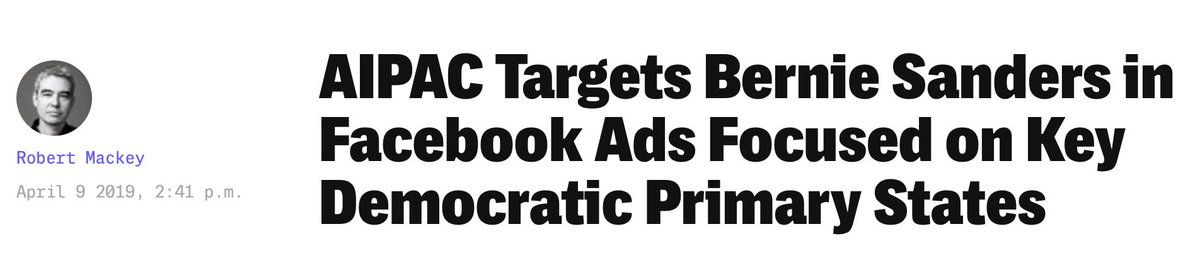 Robert Mackey
April 9 2019, 2:41 p.m.
AIPAC Targets Bernie Sanders in
Facebook Ads Focused on Key
Democratic Primary States